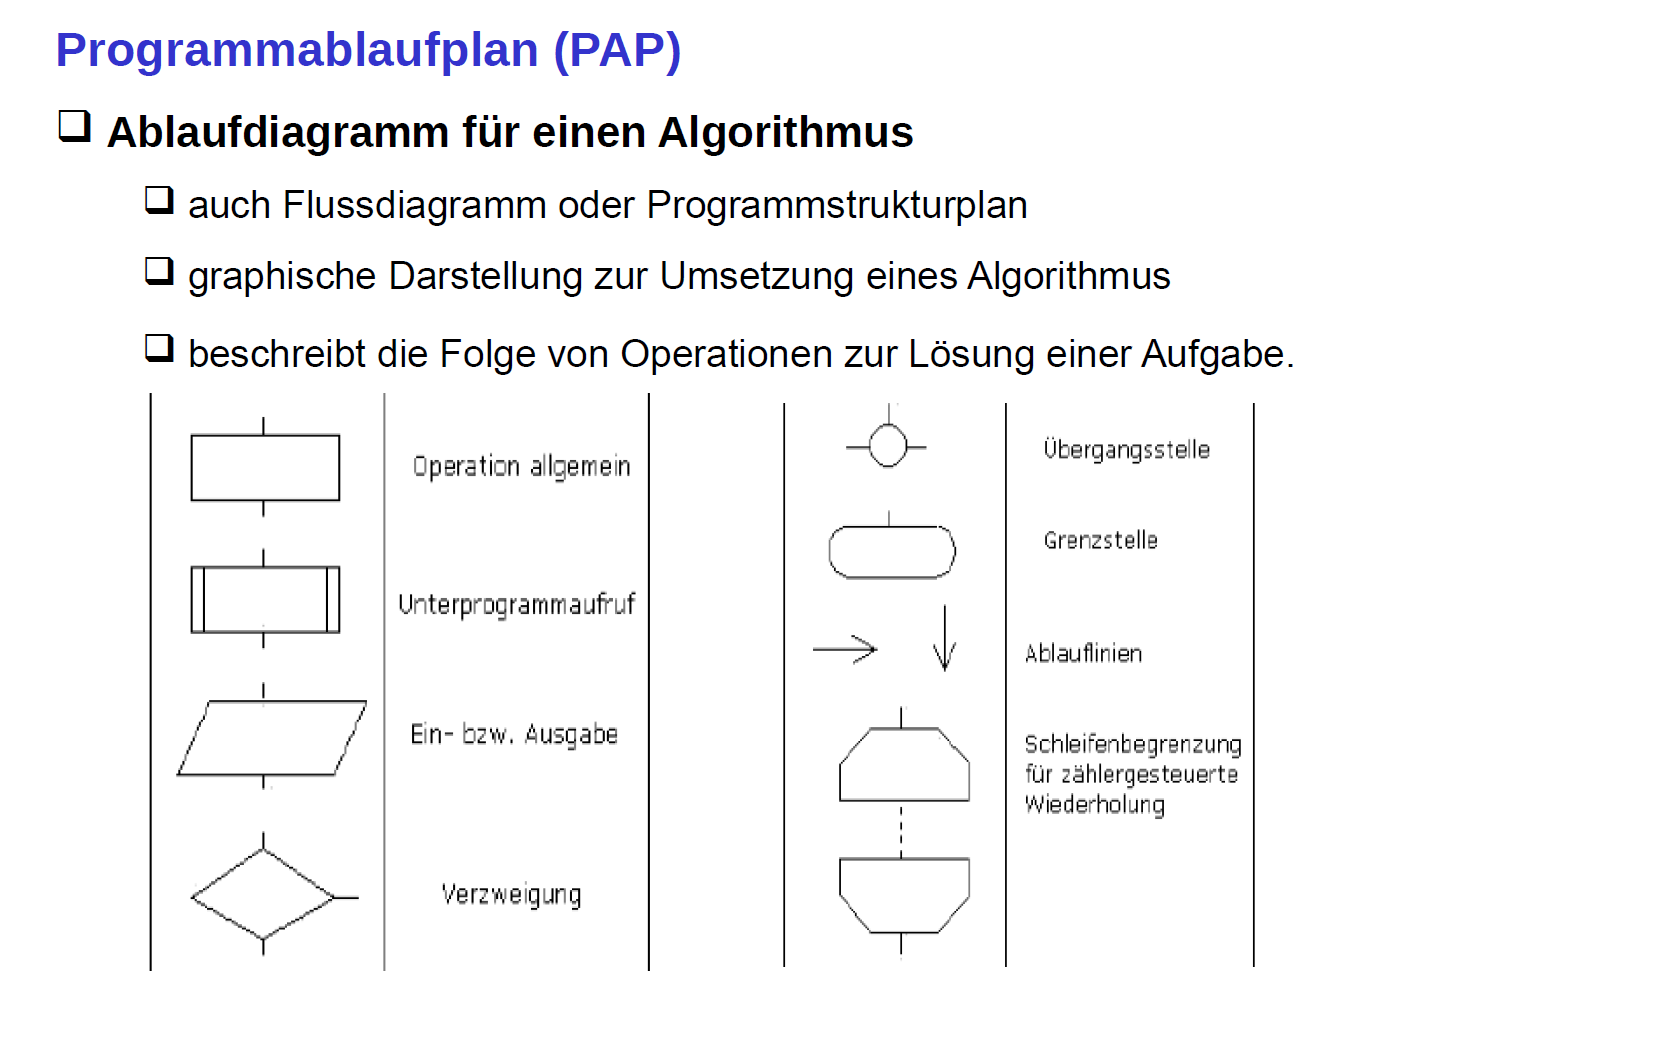 Programmablaufplan (PAP)
Ablaufdiagramm für einen Algorithmus
auch Flussdiagramm oder Programmstrukturplan
graphische Darstellung zur Umsetzung eines Algorithmus
beschreibt die Folge von Operationen zur Lösung einer Aufgabe.
Operation allgemein
Unterprogrammaufruf
Ein- bzw. Ausgabe
Verzweigung
Übergangsstelle
Grenzstelle
Ablauflinien
Schleifenbegrenzung
für zählergesteuerte
Wiederholung